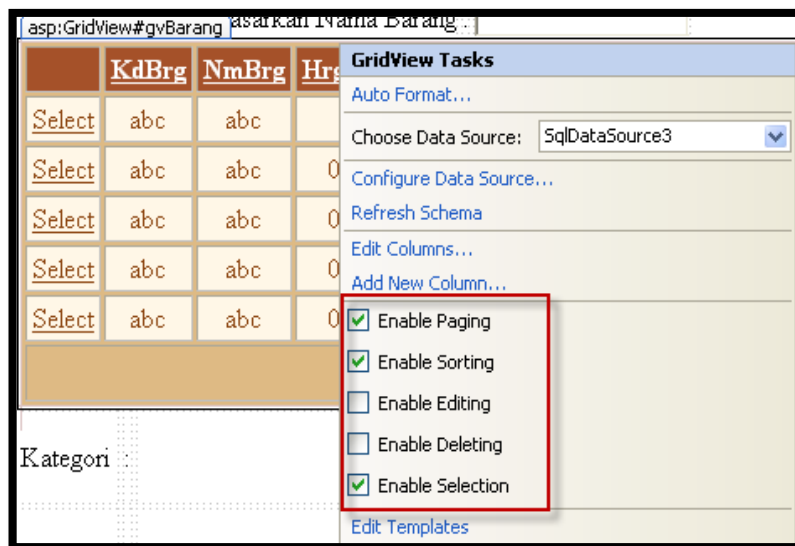 asp:GridView#gvBarang
Nama Barang :
KdBrg NmBrg
Select abc abc
Select abc abc 0
Select abc abc 0
Select abc abc 0
Select abc abc 0
Kategori :
GridView Tasks
Auto Format...
Choose Data Source: SqlDataSource3
Configure Data Source...
Refresh Schema
Edit Columns...
Add New Column...
Enable Paging
Enable Sorting
Enable Editing
Enable Deleting
Enable Selection
Edit Templates